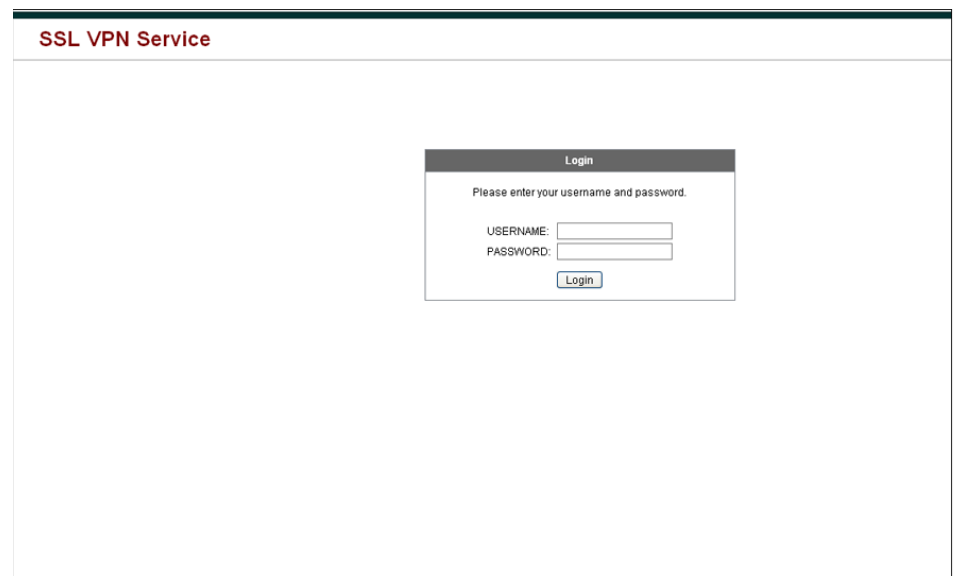 SSL VPN Service
Login
Please enter your username and password.
USERNAME:
PASSWORD:
Login